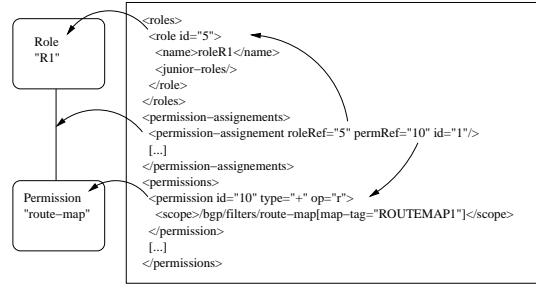 Role
"R1"
Permission
"route−map"
<roles>
<role id="5">
<name>roleR1</name>
<junior−roles/>
</role>
</roles>
<permission−assignements>
<permission−assignement roleRef="5" permRef="10" id="1"/>
[...]
</permission−assignements>
<permissions>
<permission id="10" type="+" op="r">
<scope>/bgp/filters/route−map[map−tag="ROUTEMAP1"]</scope>
</permission>
[...]
</permissions>